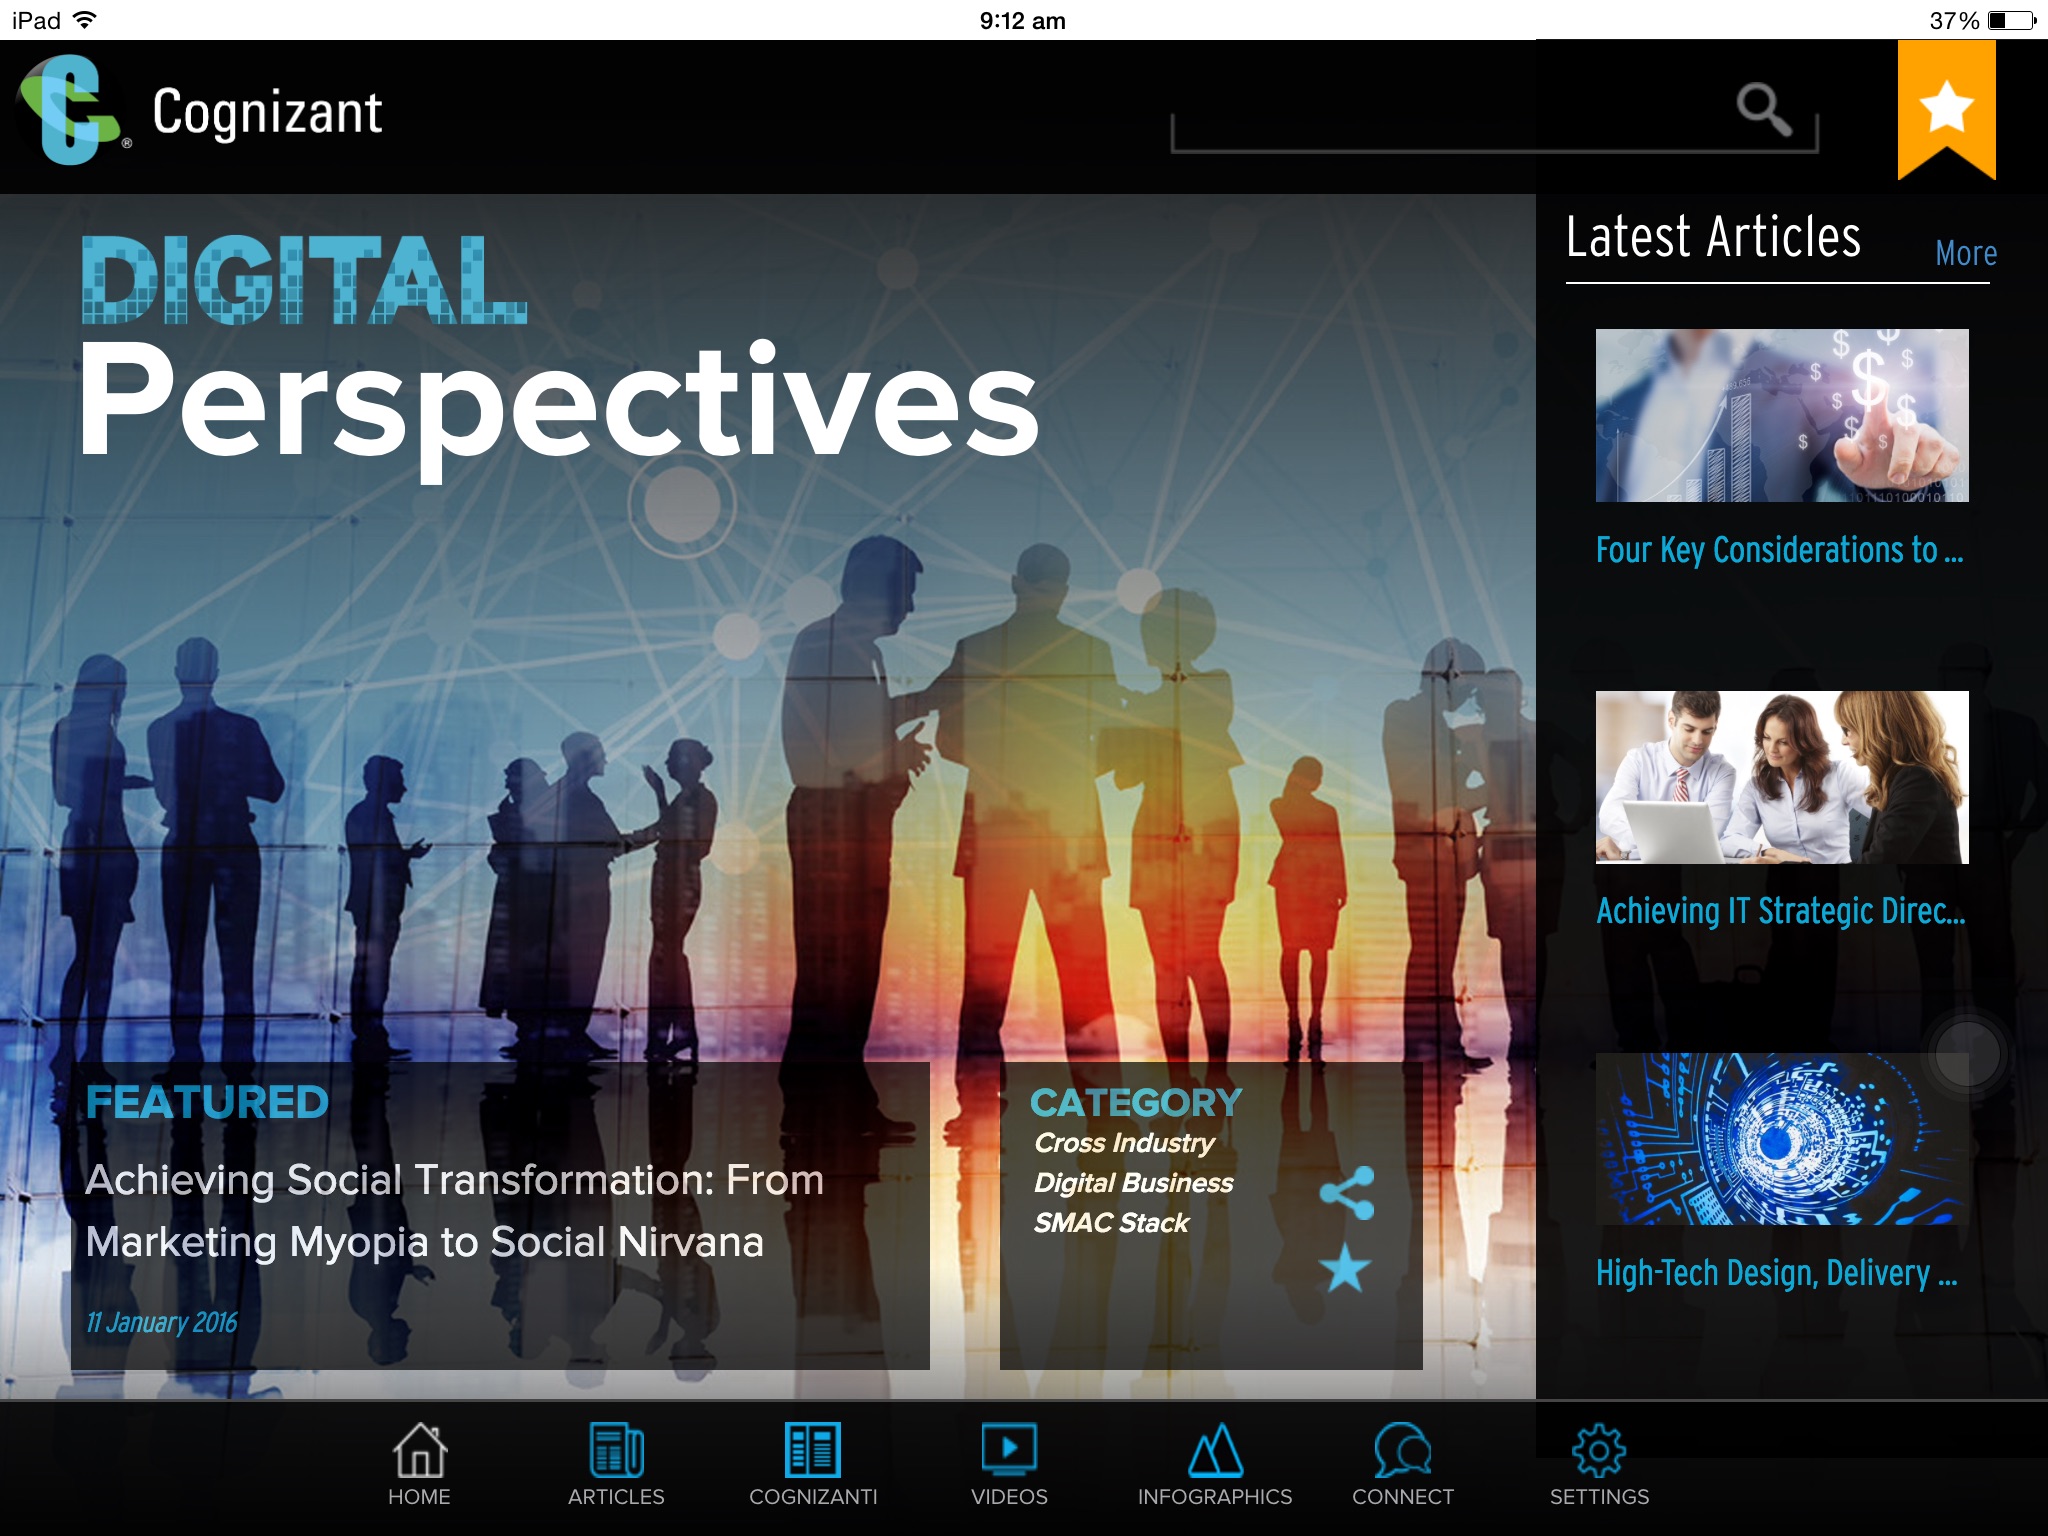 iPad
9:12 am
37%
Cognizant
®
DIGITAL
Perspectives
Latest Articles
More
Four Key Considerations to ...
Achieving IT Strategic Direc...
High-Tech Design, Delivery ...
FEATURED
Achieving Social Transformation: From
Marketing Myopia to Social Nirvana
11 January 2016
CATEGORY
Cross Industry
Digital Business
SMAC Stack
HOME
ARTICLES
COGNIZANTI
VIDEOS
INFOGRAPHICS
CONNECT
SETTINGS